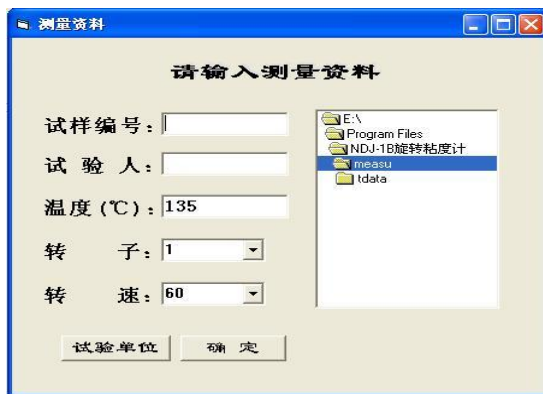 测量资料
请输入测量资料
试样编号：
试 验 人：
温度(℃)：135
转 子：1
转 速：60
试验单位 确 定
E:\
Program Files
NDJ-1B旋转粘度计
measu
tdata